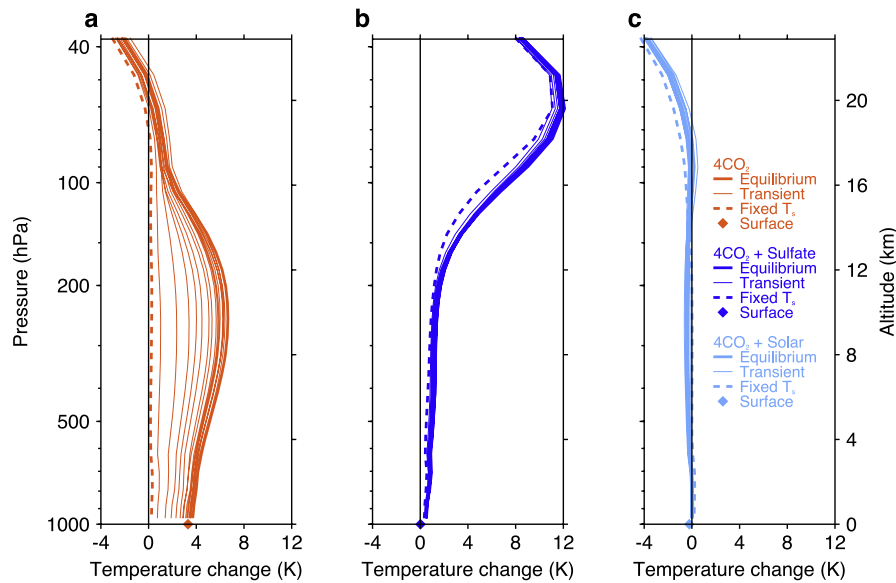 a
b
c
40
100
200
500
1000
Pressure (hPa)
-4 0 4 8 12
Temperature change (K)
-4 0 4 8 12
Temperature change (K)
4CO₂
Equilibrium
Transient
Fixed Tₛ
Surface
4CO₂ + Sulfate
Equilibrium
Transient
Fixed Tₛ
Surface
4CO₂ + Solar
Equilibrium
Transient
Fixed Tₛ
Surface
20
16
12
8
4
0
Altitude (km)
-4 0 4 8 12
Temperature change (K)